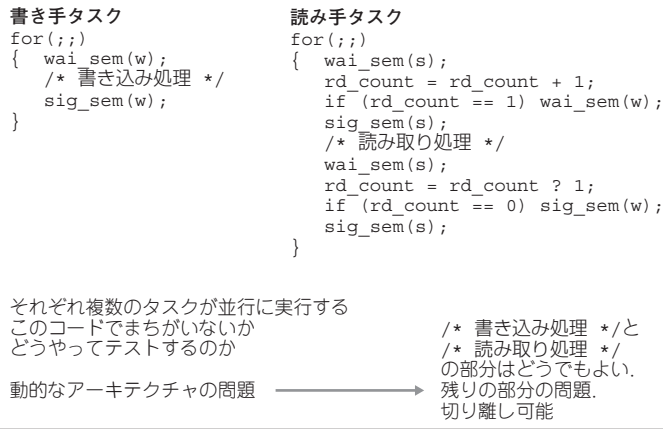 書き手タスク
for(;;)
{ wai_sem(w);
/* 書き込み処理 */
sig_sem(w);
}
読み手タスク
for(;;)
{ wai_sem(s);
rd_count = rd_count + 1;
if (rd_count == 1) wai_sem(w);
sig_sem(s);
/* 読み取り処理 */
wai_sem(s);
rd_count = rd_count ? 1;
if (rd_count == 0) sig_sem(w);
sig_sem(s);
}
それぞれ複数のタスクが並行に実行する
このコードでまちがいないか
どうやってテストするのか
動的なアーキテクチャの問題
/* 書き込み処理 */と
/* 読み取り処理 */
の部分はどうでもよい.
残りの部分の問題.
切り離し可能